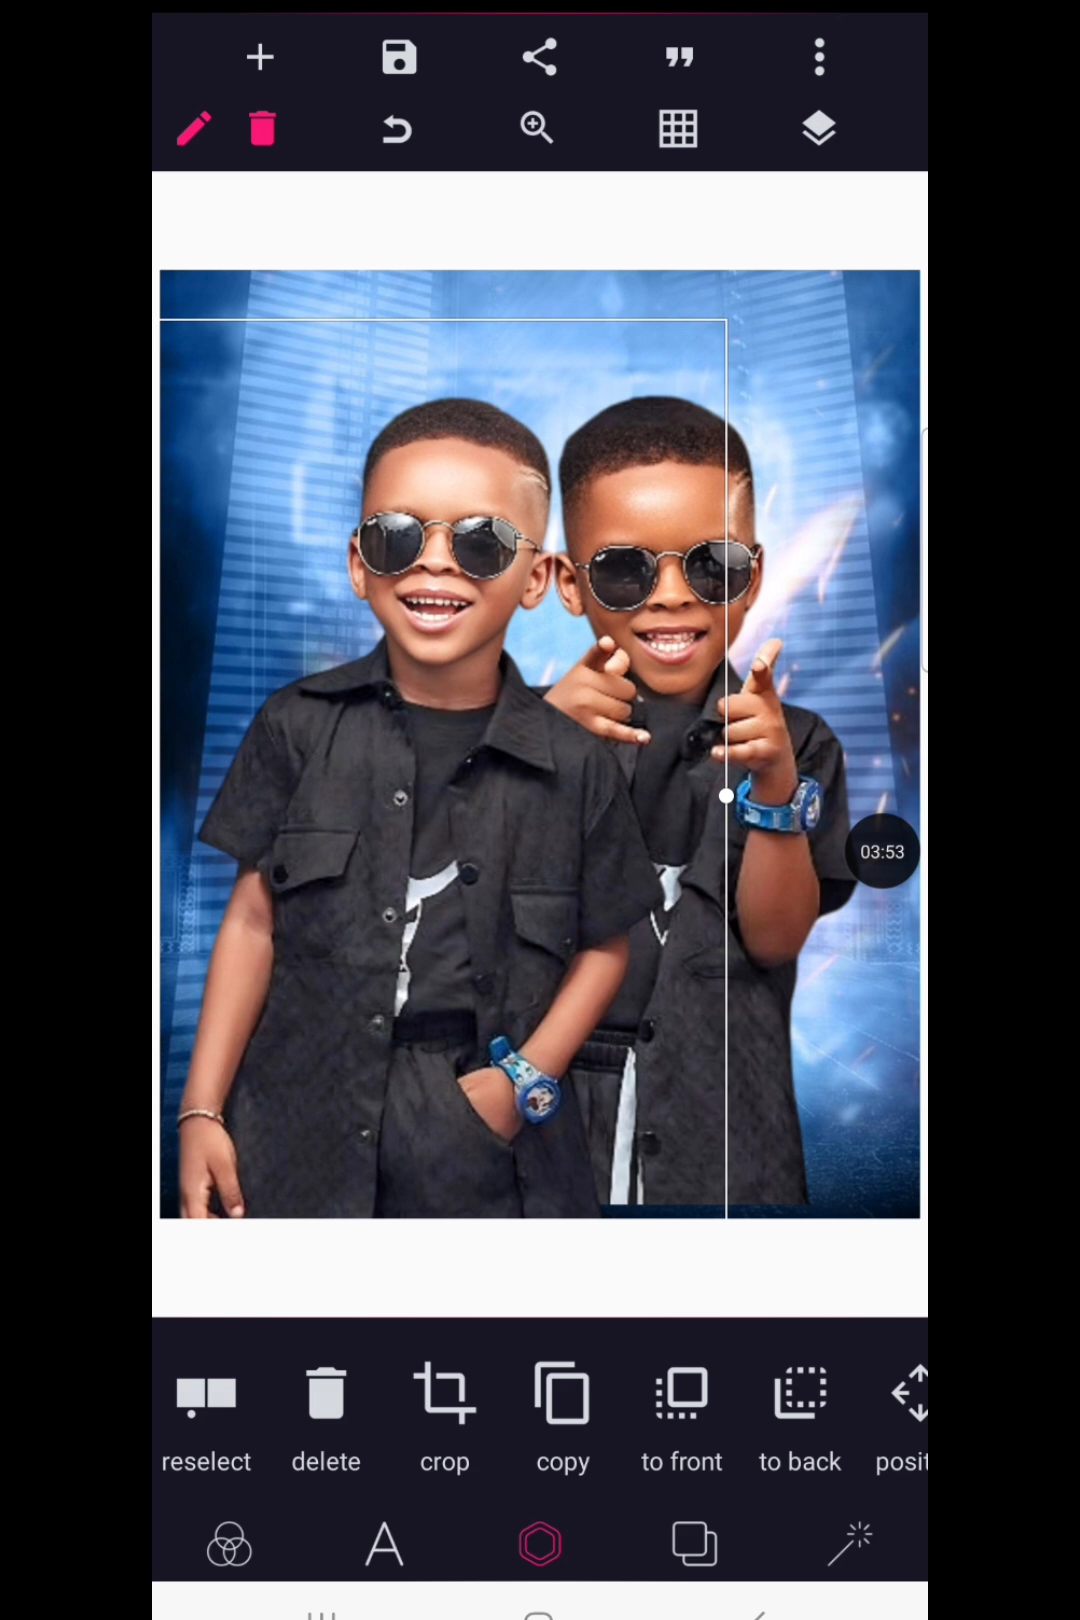 03:53
reselect
delete
crop
copy
to front
to back
posit